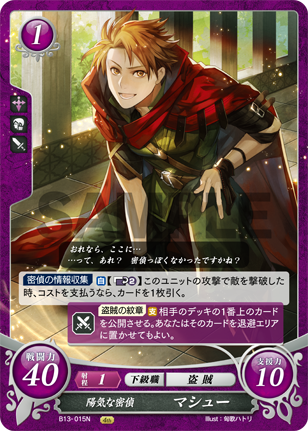 1
SAMPLE
おれなら、ここに…
…って、あれ？ 密偵っぽくなかったですかね？
密偵の情報収集 自 【2】このユニットの攻撃で敵を撃破した
時、コストを支払うなら、カードを1枚引く。
盗賊の紋章 支 相手のデッキの1番上のカード
を公開させる。あなたはそのカードを退避エリア
に置かせてもよい。
戦闘力
40
射程 1 下級職 盗賊
支援力
10
陽気な密偵 マシュー
B13-015N 4th Illust：匈歌ハトリ